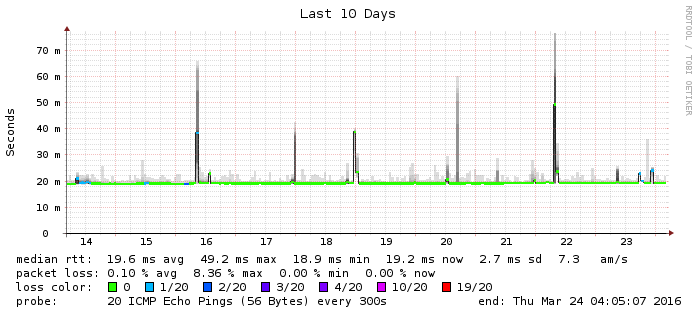 Last 10 Days
RRDTOOL / TOBI OETIKER
Seconds
70 m
60 m
50 m
40 m
30 m
20 m
10 m
0
14 15 16 17 18 19 20 21 22 23
median rtt: 19.6 ms avg 49.2 ms max 18.9 ms min 19.2 ms now 2.7 ms sd 7.3 am/s
packet loss: 0.10 % avg 8.36 % max 0.00 % min 0.00 % now
loss color: 0 1/20 2/20 3/20 4/20 10/20 19/20
probe: 20 ICMP Echo Pings (56 Bytes) every 300s end: Thu Mar 24 04:05:07 2016